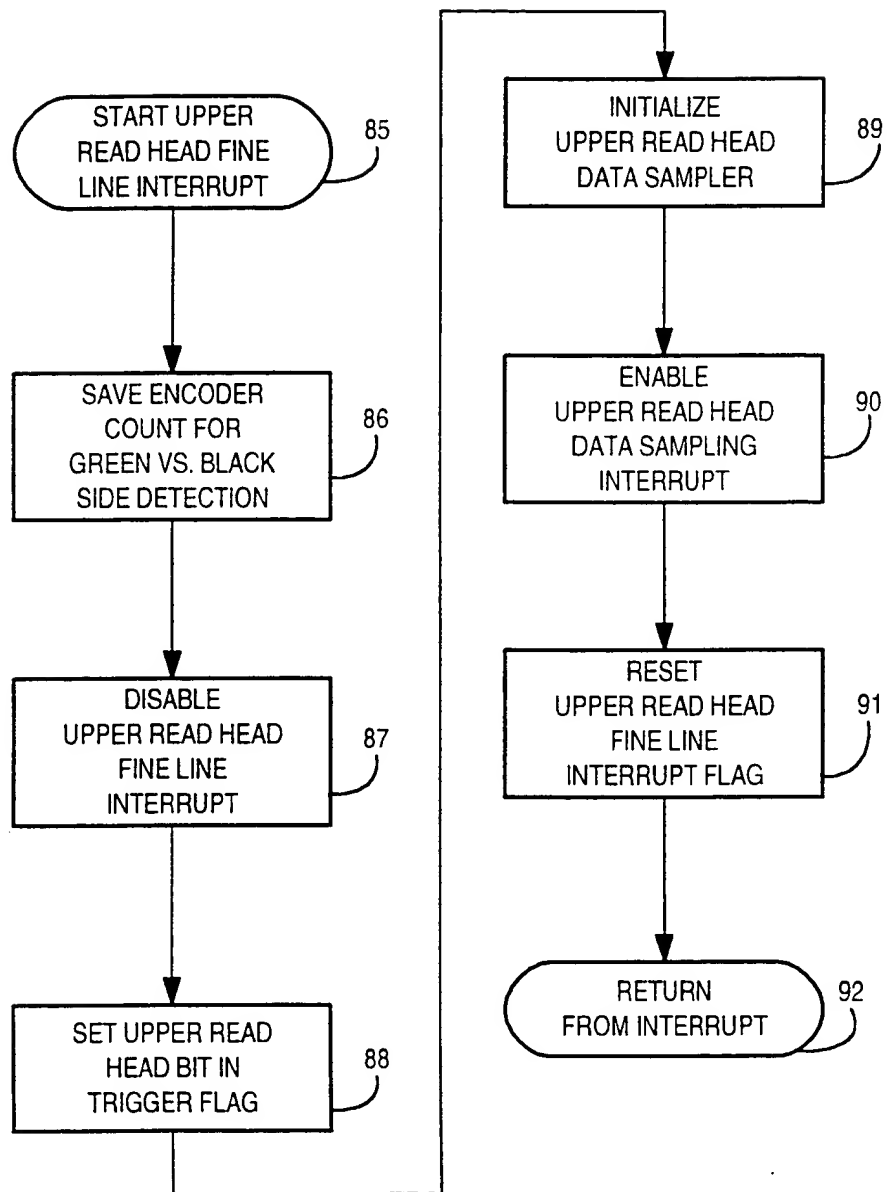 START UPPER
READ HEAD FINE
LINE INTERRUPT
85
SAVE ENCODER
COUNT FOR
GREEN VS. BLACK
SIDE DETECTION
86
DISABLE
UPPER READ HEAD
FINE LINE
INTERRUPT
87
SET UPPER READ
HEAD BIT IN
TRIGGER FLAG
88
INITIALIZE
UPPER READ HEAD
DATA SAMPLER
89
ENABLE
UPPER READ HEAD
DATA SAMPLING
INTERRUPT
90
RESET
UPPER READ HEAD
FINE LINE
INTERRUPT FLAG
91
RETURN
FROM INTERRUPT
92